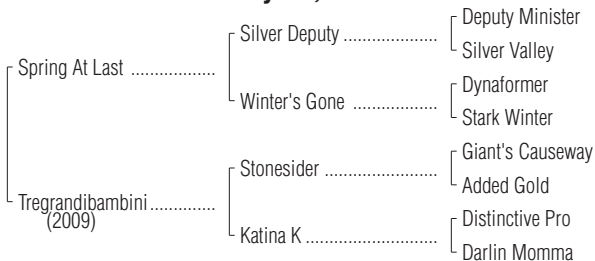 Deputy Minister
Silver Deputy ..................
Silver Valley
Spring At Last .................
Dynaformer
Winter's Gone .................
Stark Winter
Giant's Causeway
Stonesider ......................
Added Gold
Tregrandibambini.............
(2009)
Distinctive Pro
Katina K ..........................
Darlin Momma